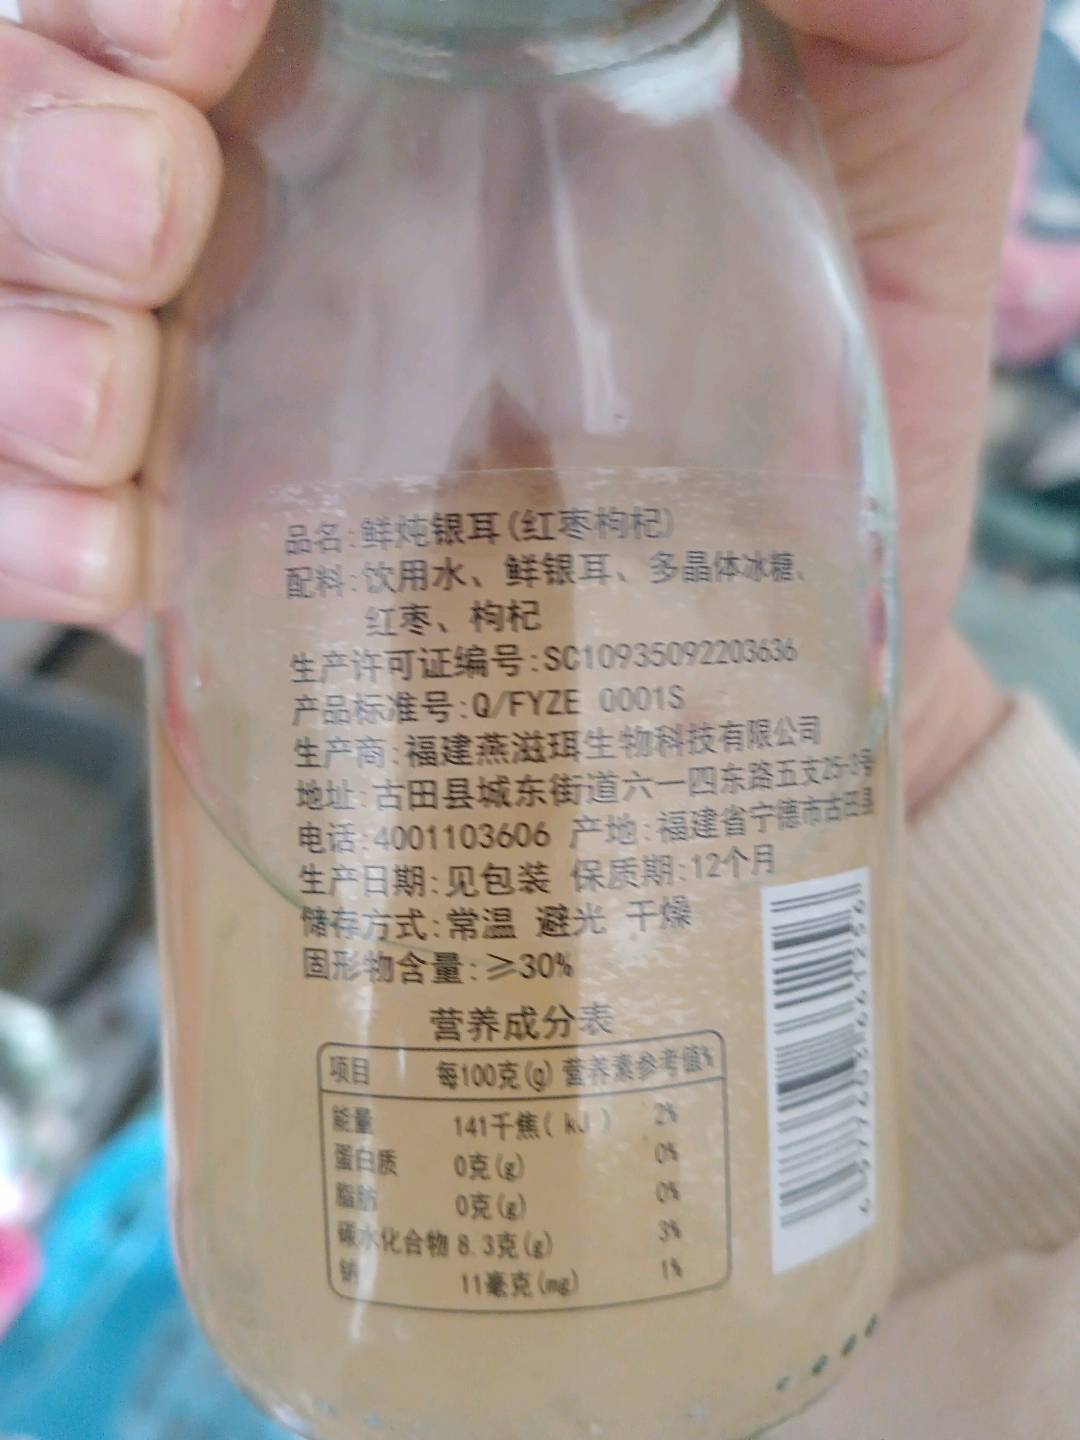 品名:鲜炖银耳(红枣枸杞)
配料:饮用水、鲜银耳、多晶体冰糖、
红枣、枸杞
生产许可证编号:SC10935092203636
产品标准号:Q/FYZE 0001S
生产商:福建燕滋珥生物科技有限公司
地址:古田县城东街道六一四东路五支25-3号
电话:4001103606 产地:福建省宁德市古田县
生产日期:见包装 保质期:12个月
储存方式:常温 避光 干燥
固形物含量:≥30%
营养成分表
项目 每100克(g) 营养素参考值%
能量 141千焦(kJ) 2%
蛋白质 0克(g) 0%
脂肪 0克(g) 0%
碳水化合物 8.3克(g) 3%
钠 11毫克(mg) 1%